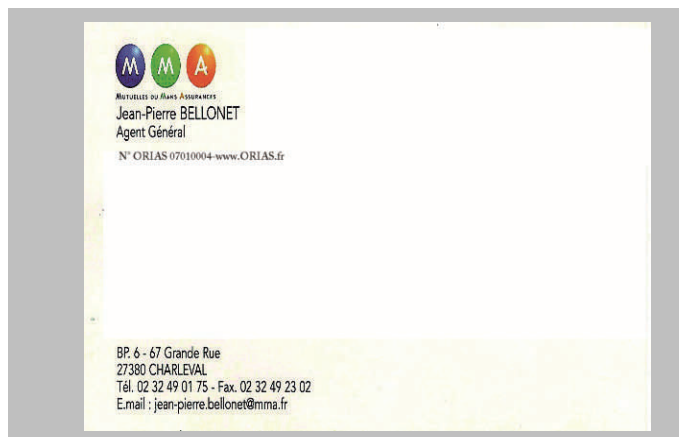 M M A
MUTUELLES DU MANS ASSURANCES
Jean-Pierre BELLONET
Agent Général
N° ORIAS 07010004-www.ORIAS.fr
BP. 6 - 67 Grande Rue
27380 CHARLEVAL
Tél. 02 32 49 01 75 - Fax. 02 32 49 23 02
E.mail : jean-pierre.bellonet@mma.fr